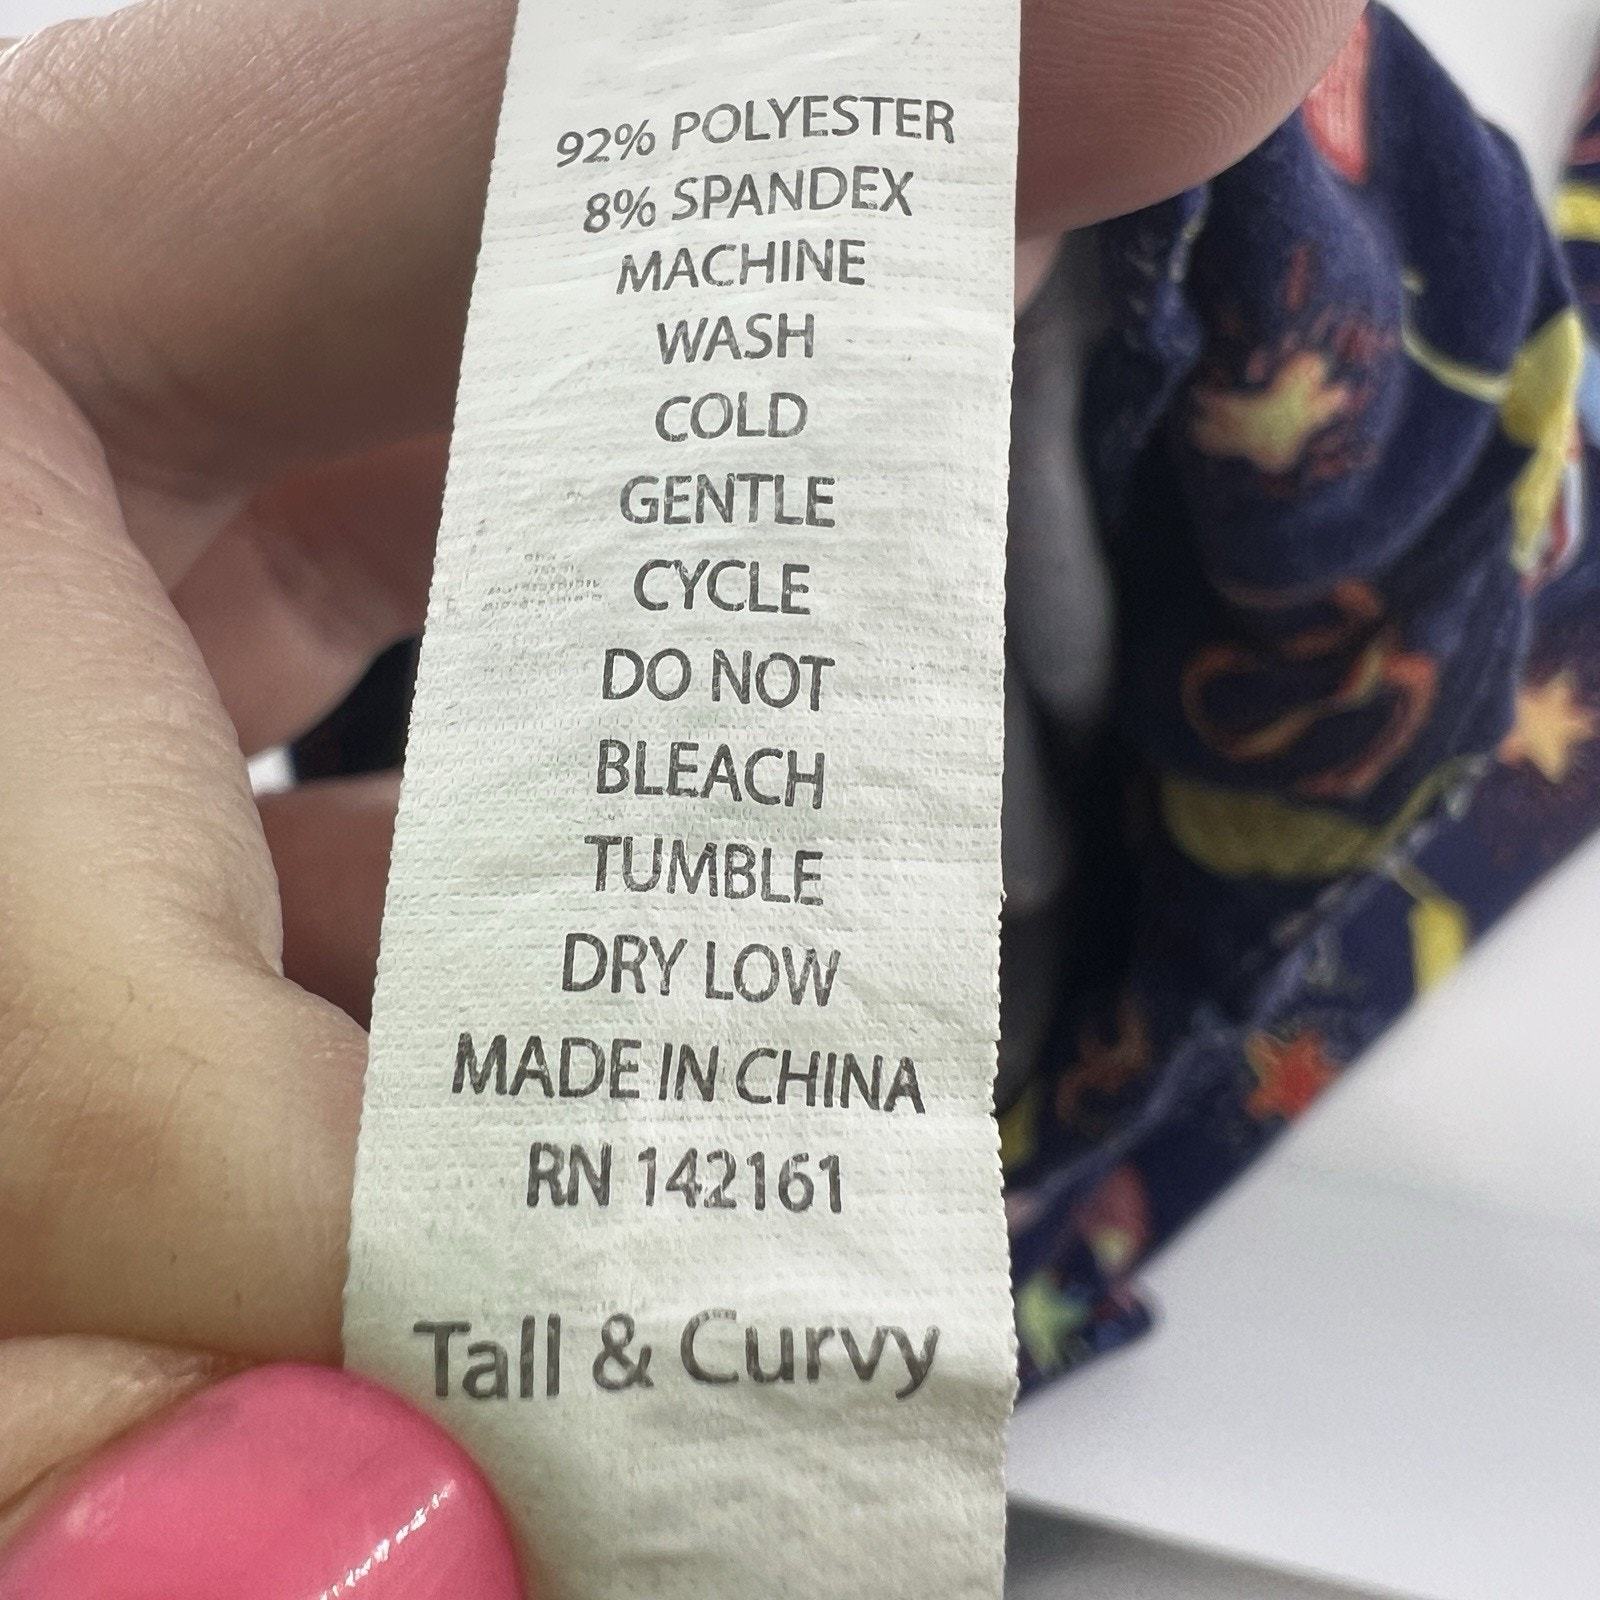 92% POLYESTER
8% SPANDEX
MACHINE
WASH
COLD
GENTLE
CYCLE
DO NOT
BLEACH
TUMBLE
DRY LOW
MADE IN CHINA
RN 142161
Tall & Curvy